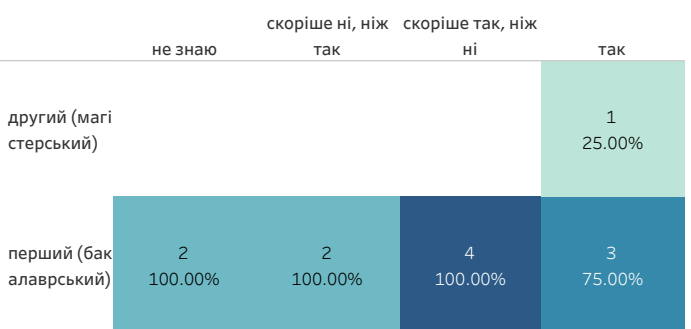 не знаю
скоріше ні, ніж
так
скоріше так, ніж
ні
так
другий (магі
стерський)
1
25.00%
перший (бак
алаврський)
2
100.00%
2
100.00%
4
100.00%
3
75.00%